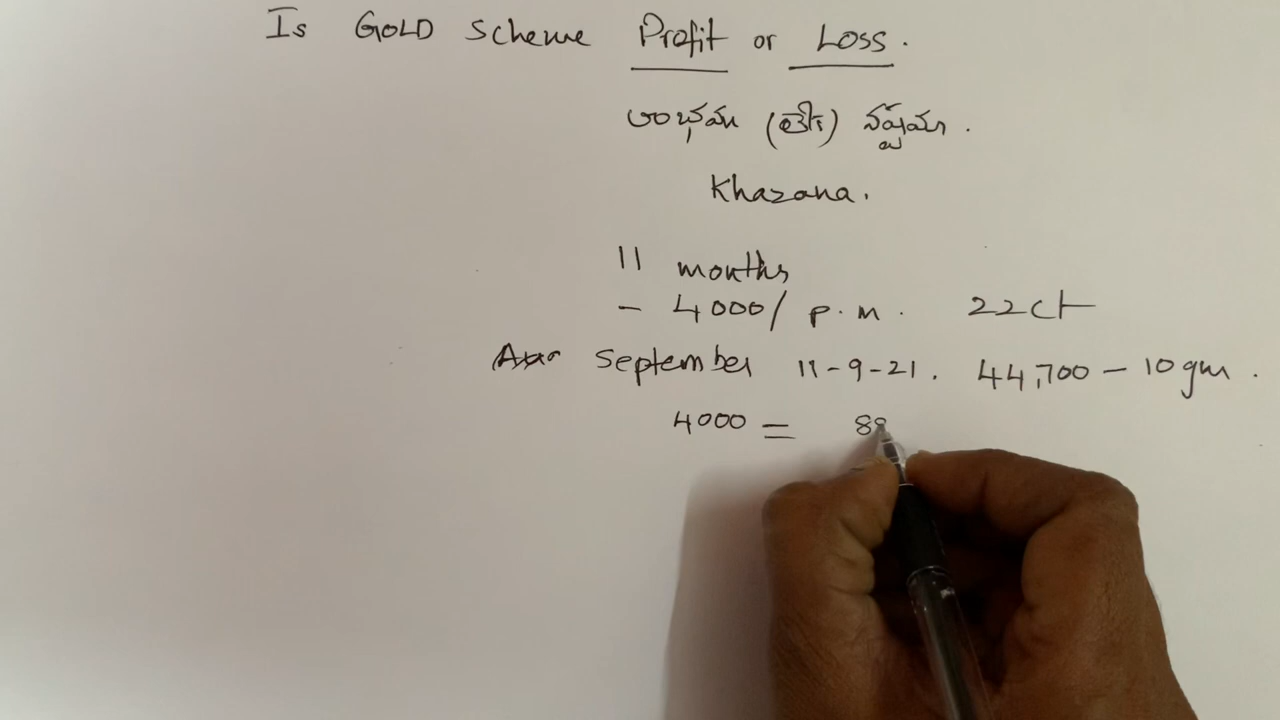 Is GOLD Scheme Profit or Loss.
లాభము (లేక) నష్టము.
Khazana.
11 months
- 4000/ p.m. 22ct
September 11-9-21. 44,700 - 10gm.
4000 = 89